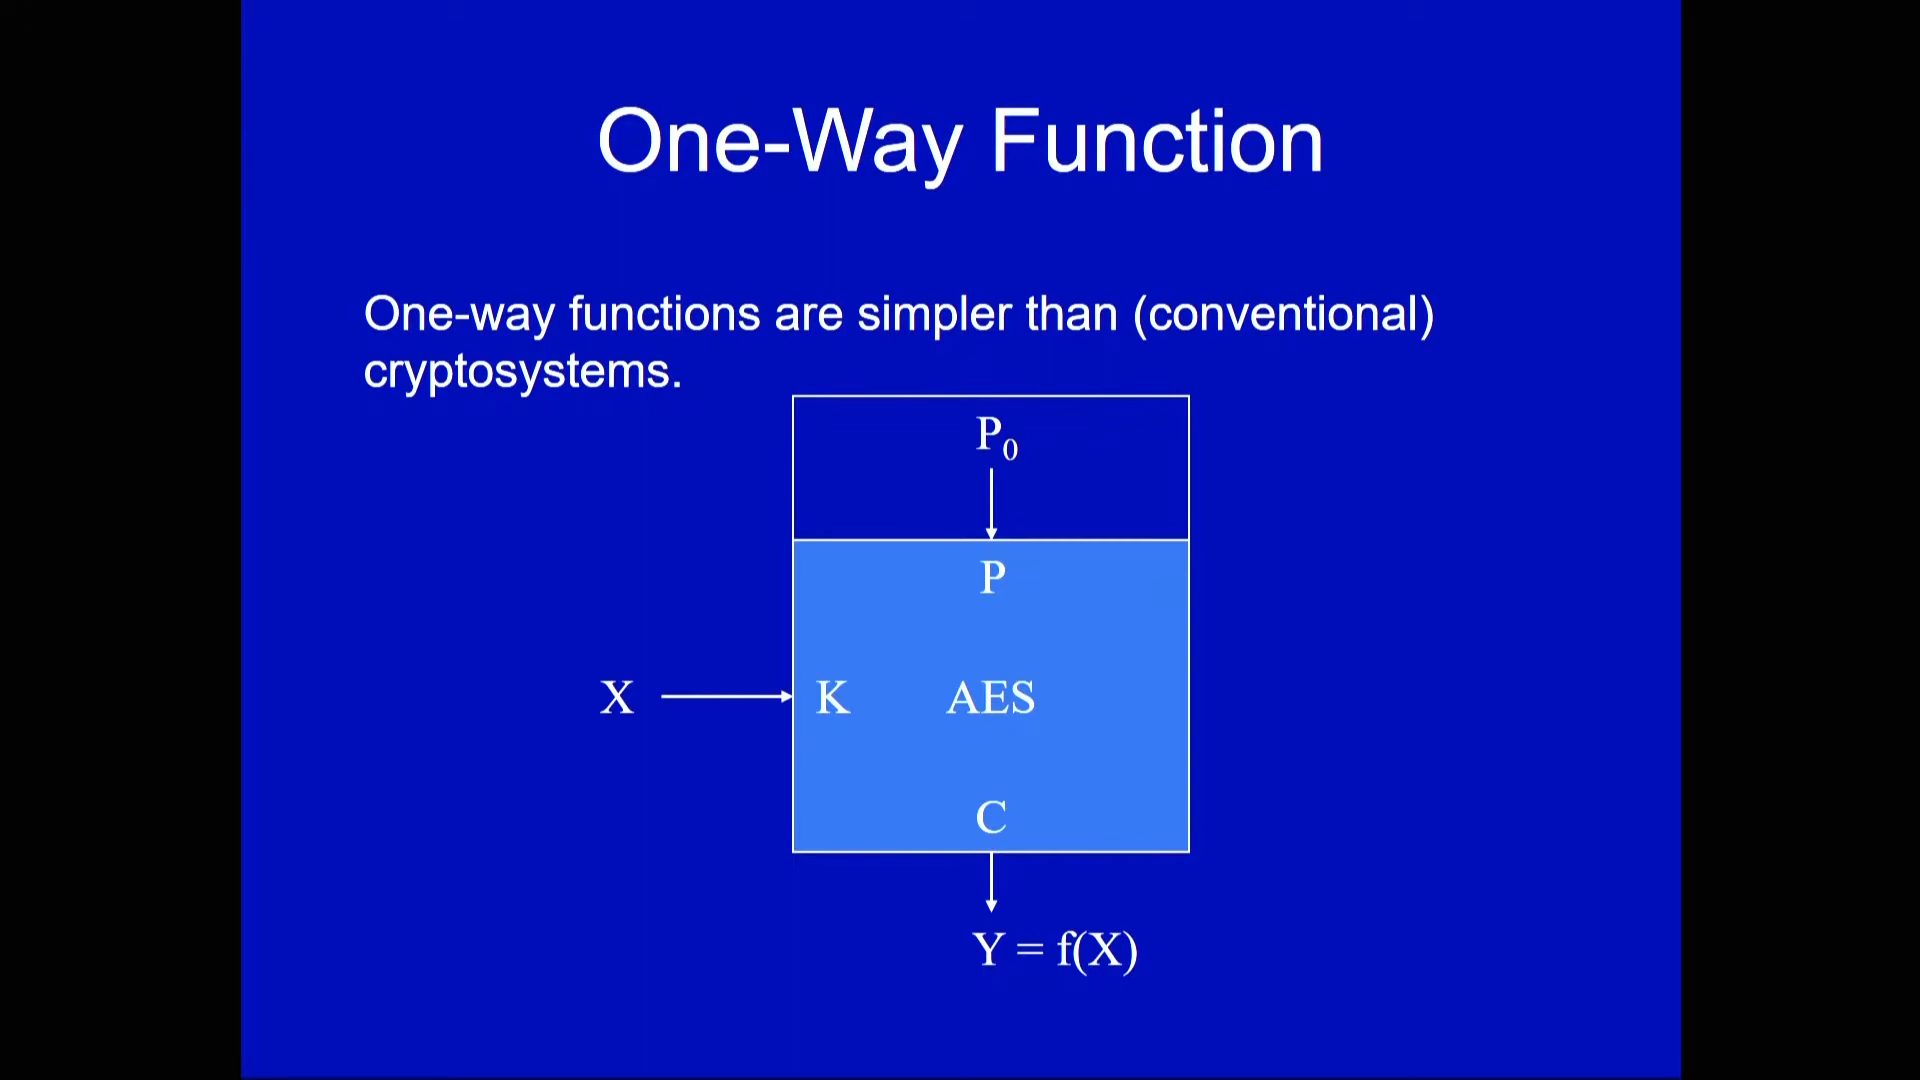 One-Way Function
One-way functions are simpler than (conventional)
cryptosystems.
P₀
P
X K AES
C
Y = f(X)